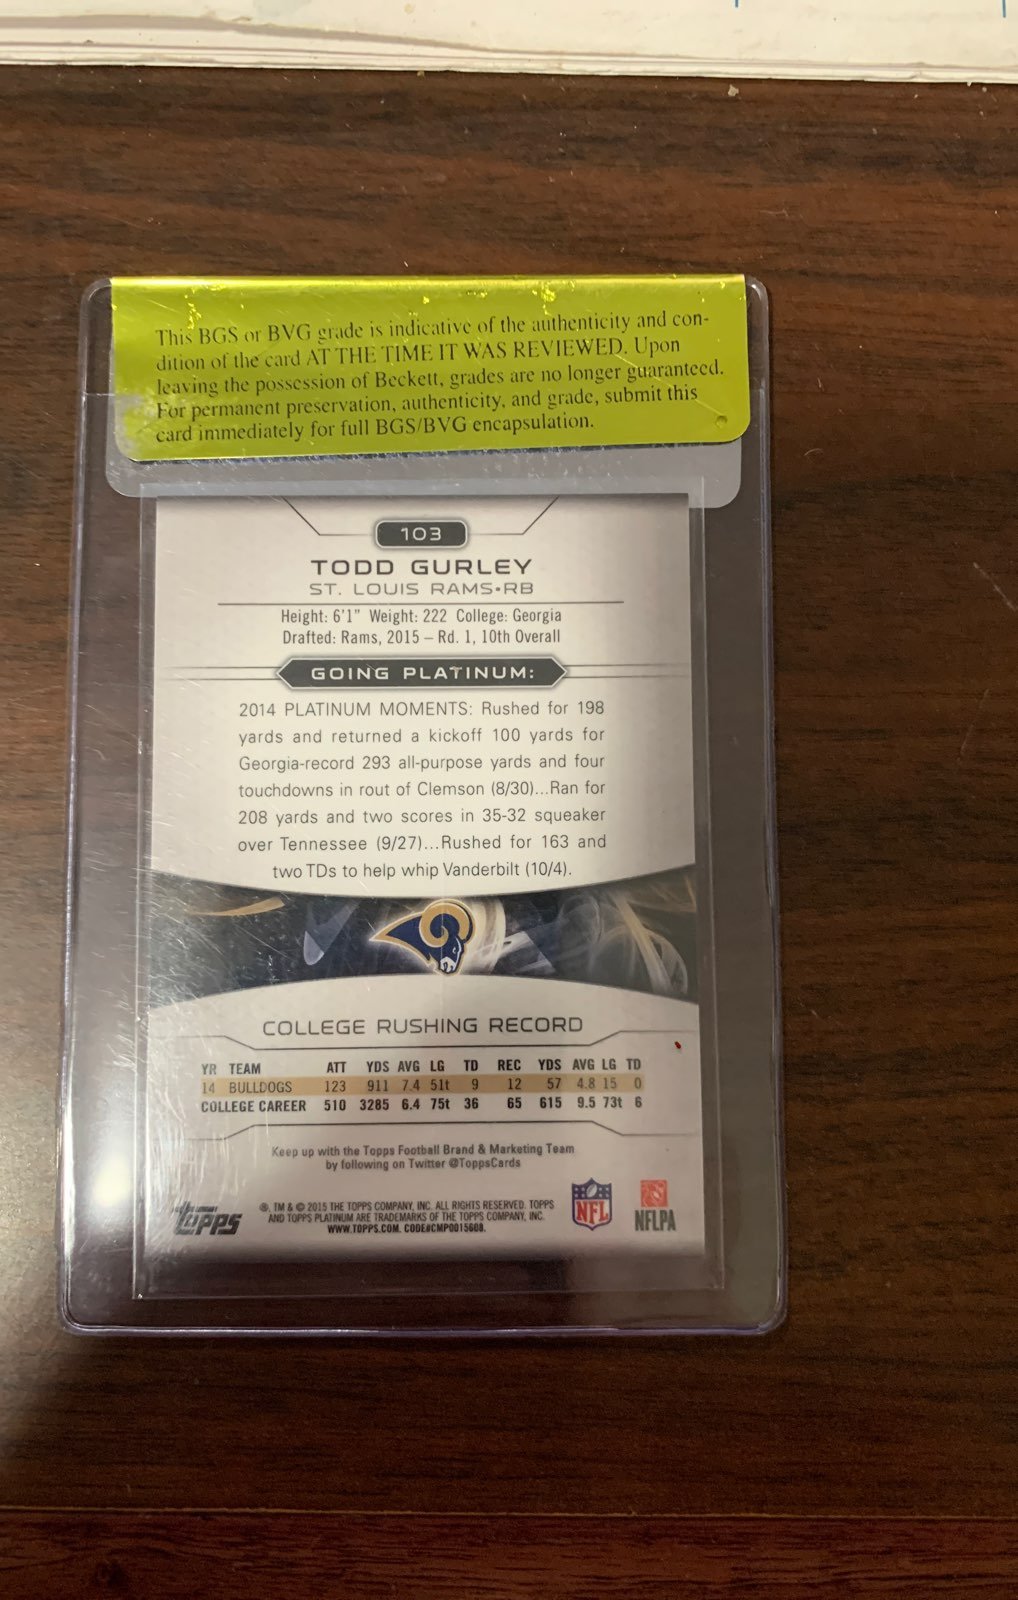 This BGS or BVG grade is indicative of the authenticity and con-
dition of the card AT THE TIME IT WAS REVIEWED. Upon
leaving the possession of Beckett, grades are no longer guaranteed.
For permanent preservation, authenticity, and grade, submit this
card immediately for full BGS/BVG encapsulation.
103
TODD GURLEY
ST. LOUIS RAMS•RB
Height: 6'1" Weight: 222 College: Georgia
Drafted: Rams, 2015 – Rd. 1, 10th Overall
GOING PLATINUM:
2014 PLATINUM MOMENTS: Rushed for 198
yards and returned a kickoff 100 yards for
Georgia-record 293 all-purpose yards and four
touchdowns in rout of Clemson (8/30)...Ran for
208 yards and two scores in 35-32 squeaker
over Tennessee (9/27)...Rushed for 163 and
two TDs to help whip Vanderbilt (10/4).
COLLEGE RUSHING RECORD
YR TEAM ATT YDS AVG LG TD REC YDS AVG LG TD
14 BULLDOGS 123 911 7.4 51t 9 12 57 4.8 15 0
COLLEGE CAREER 510 3285 6.4 75t 36 65 615 9.5 73t 6
Keep up with the Topps Football Brand & Marketing Team
by following on Twitter @ToppsCards
Topps
®, TM & © 2015 THE TOPPS COMPANY, INC. ALL RIGHTS RESERVED. TOPPS
AND TOPPS PLATINUM ARE TRADEMARKS OF THE TOPPS COMPANY, INC.
WWW.TOPPS.COM. CODE#CMP0015608.
NFL
NFLPA